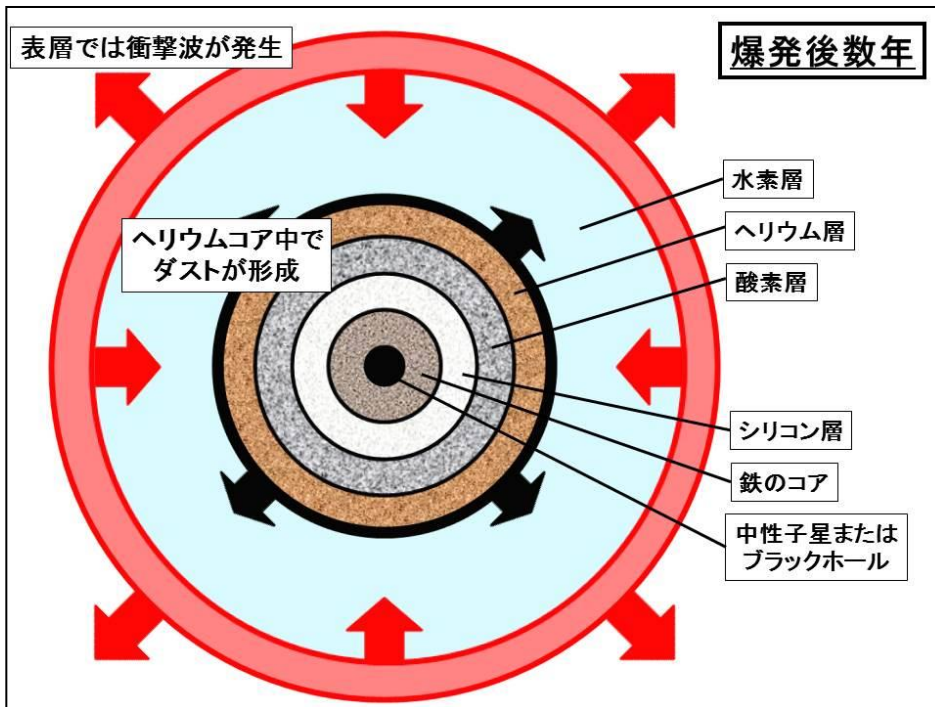 表層では衝撃波が発生
爆発後数年
水素層
ヘリウム層
酸素層
ヘリウムコア中で
ダストが形成
シリコン層
鉄のコア
中性子星または
ブラックホール